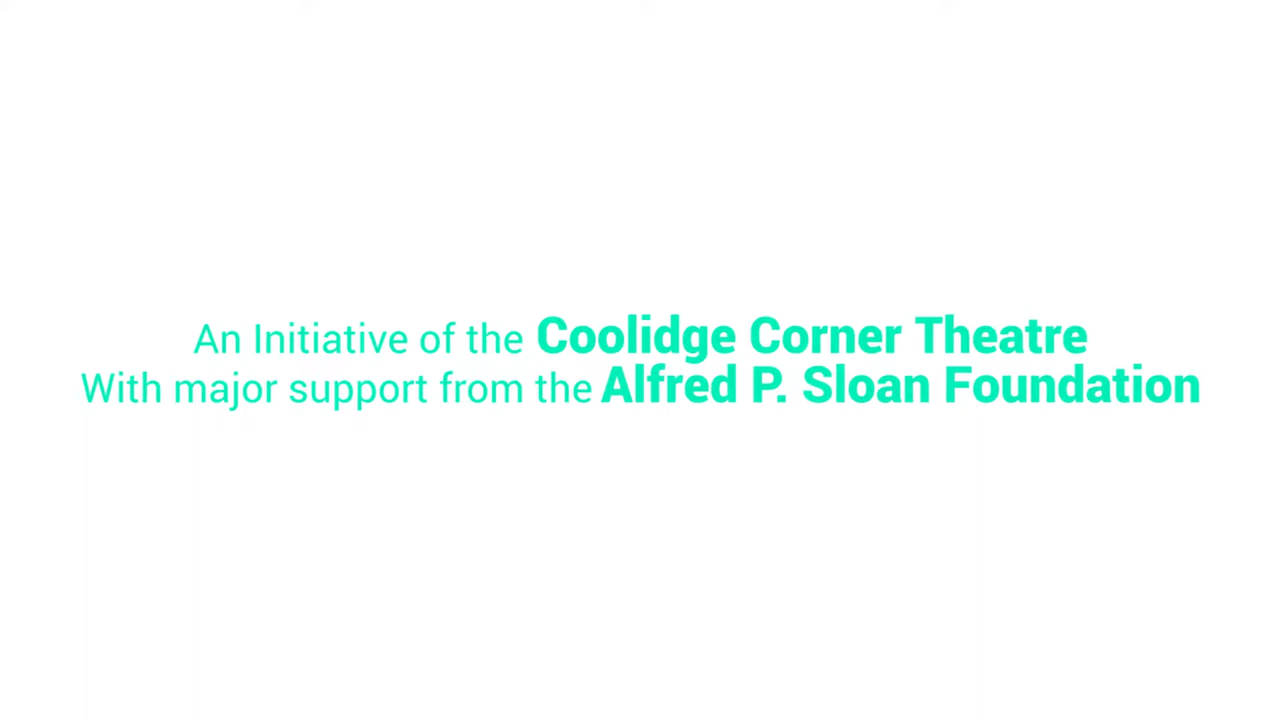 An Initiative of the Coolidge Corner Theatre
With major support from the Alfred P. Sloan Foundation